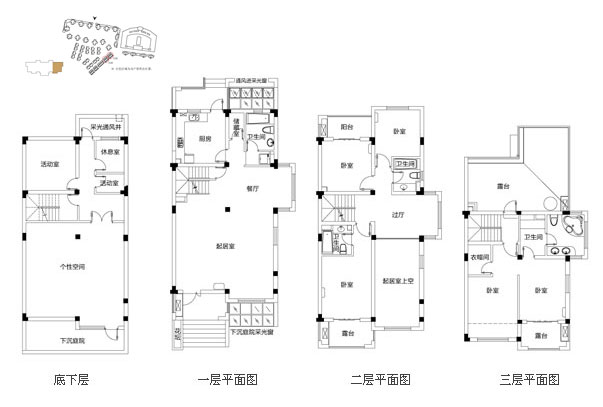 通风进采光窗
采光通风井
活动室
休息室
活动室
个性空间
下沉庭院
底下层
厨房
储藏室
卫生间
餐厅
起居室
下沉庭院采光窗
一层平面图
阳台
卧室
卧室
卫生间
过厅
卫生间
卧室
起居室上空
露台
二层平面图
露台
卫生间
衣帽间
卧室
卧室
露台
三层平面图